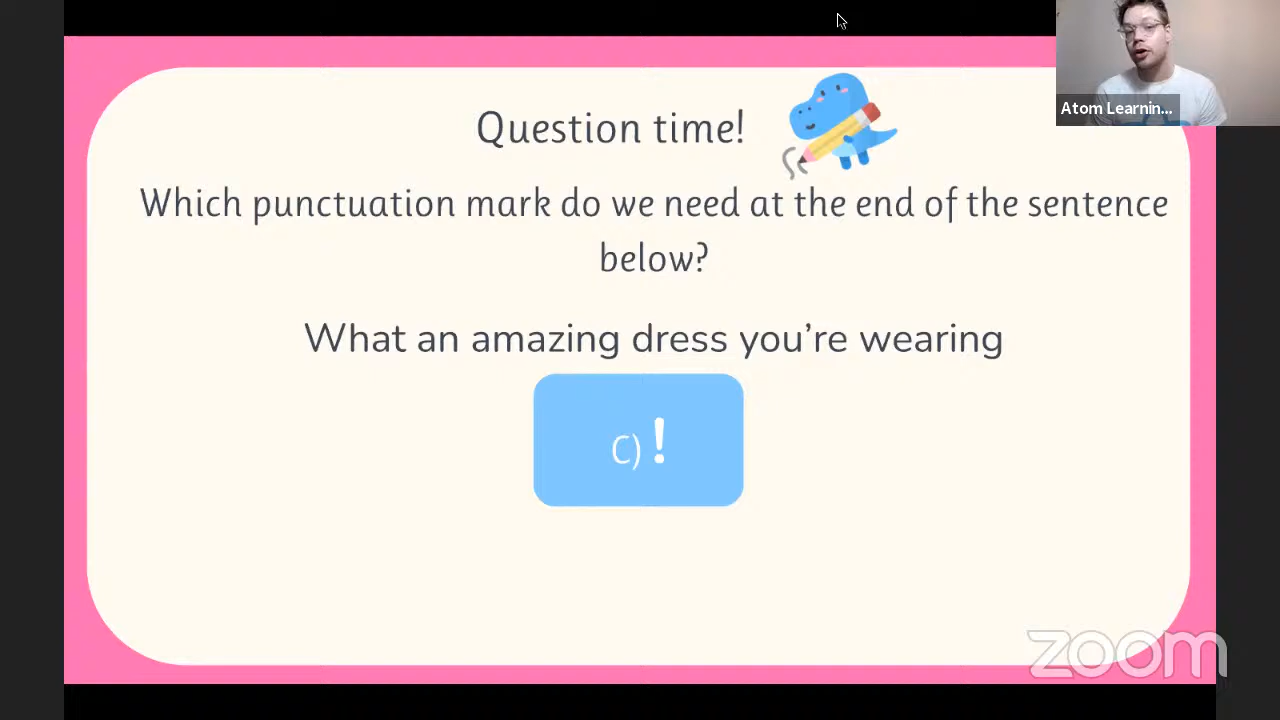 Atom Learnin...
Question time!
Which punctuation mark do we need at the end of the sentence
below?
What an amazing dress you’re wearing
C) !
zoom